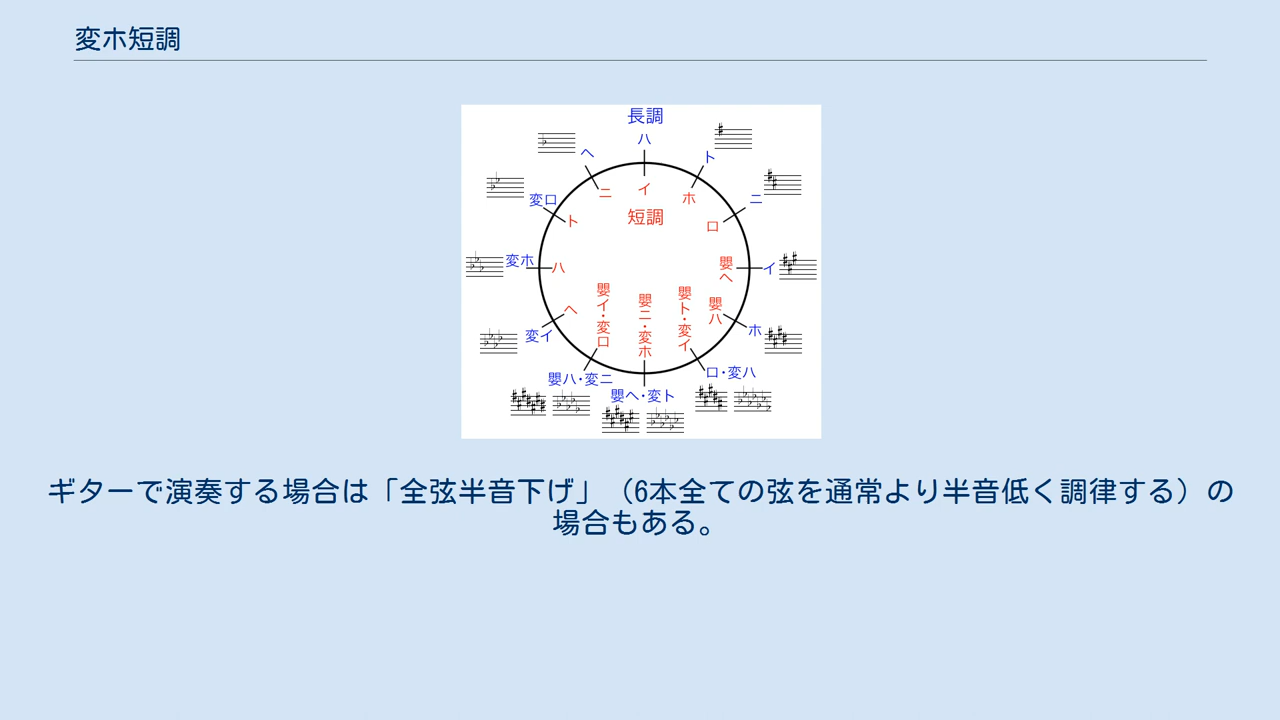 変ホ短調
長調
ハ
ヘ
ト
変ロ
ニ
変ホ
イ
変イ
ホ
嬰ハ・変ニ
嬰ヘ・変ト
ロ・変ハ
イ
ニ
ホ
ト
短調
ロ
ハ
嬰ヘ
ヘ
嬰イ・変ロ
嬰ニ・変ホ
嬰ト・変イ
嬰ハ
ギターで演奏する場合は「全弦半音下げ」（6本全ての弦を通常より半音低く調律する）の
場合もある。